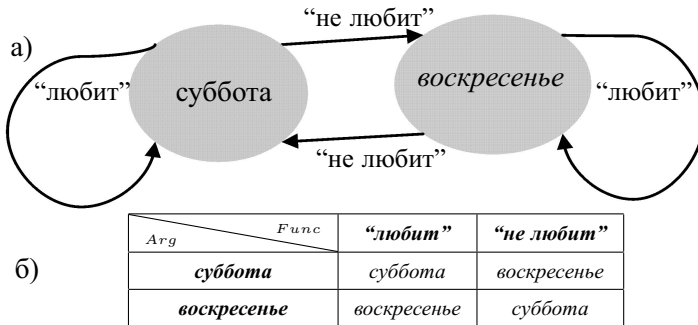 “не любит”
а)
“любит” суббота воскресенье “любит”
“не любит”
б)
Arg Func “любит” “не любит”
суббота суббота воскресенье
воскресенье воскресенье суббота